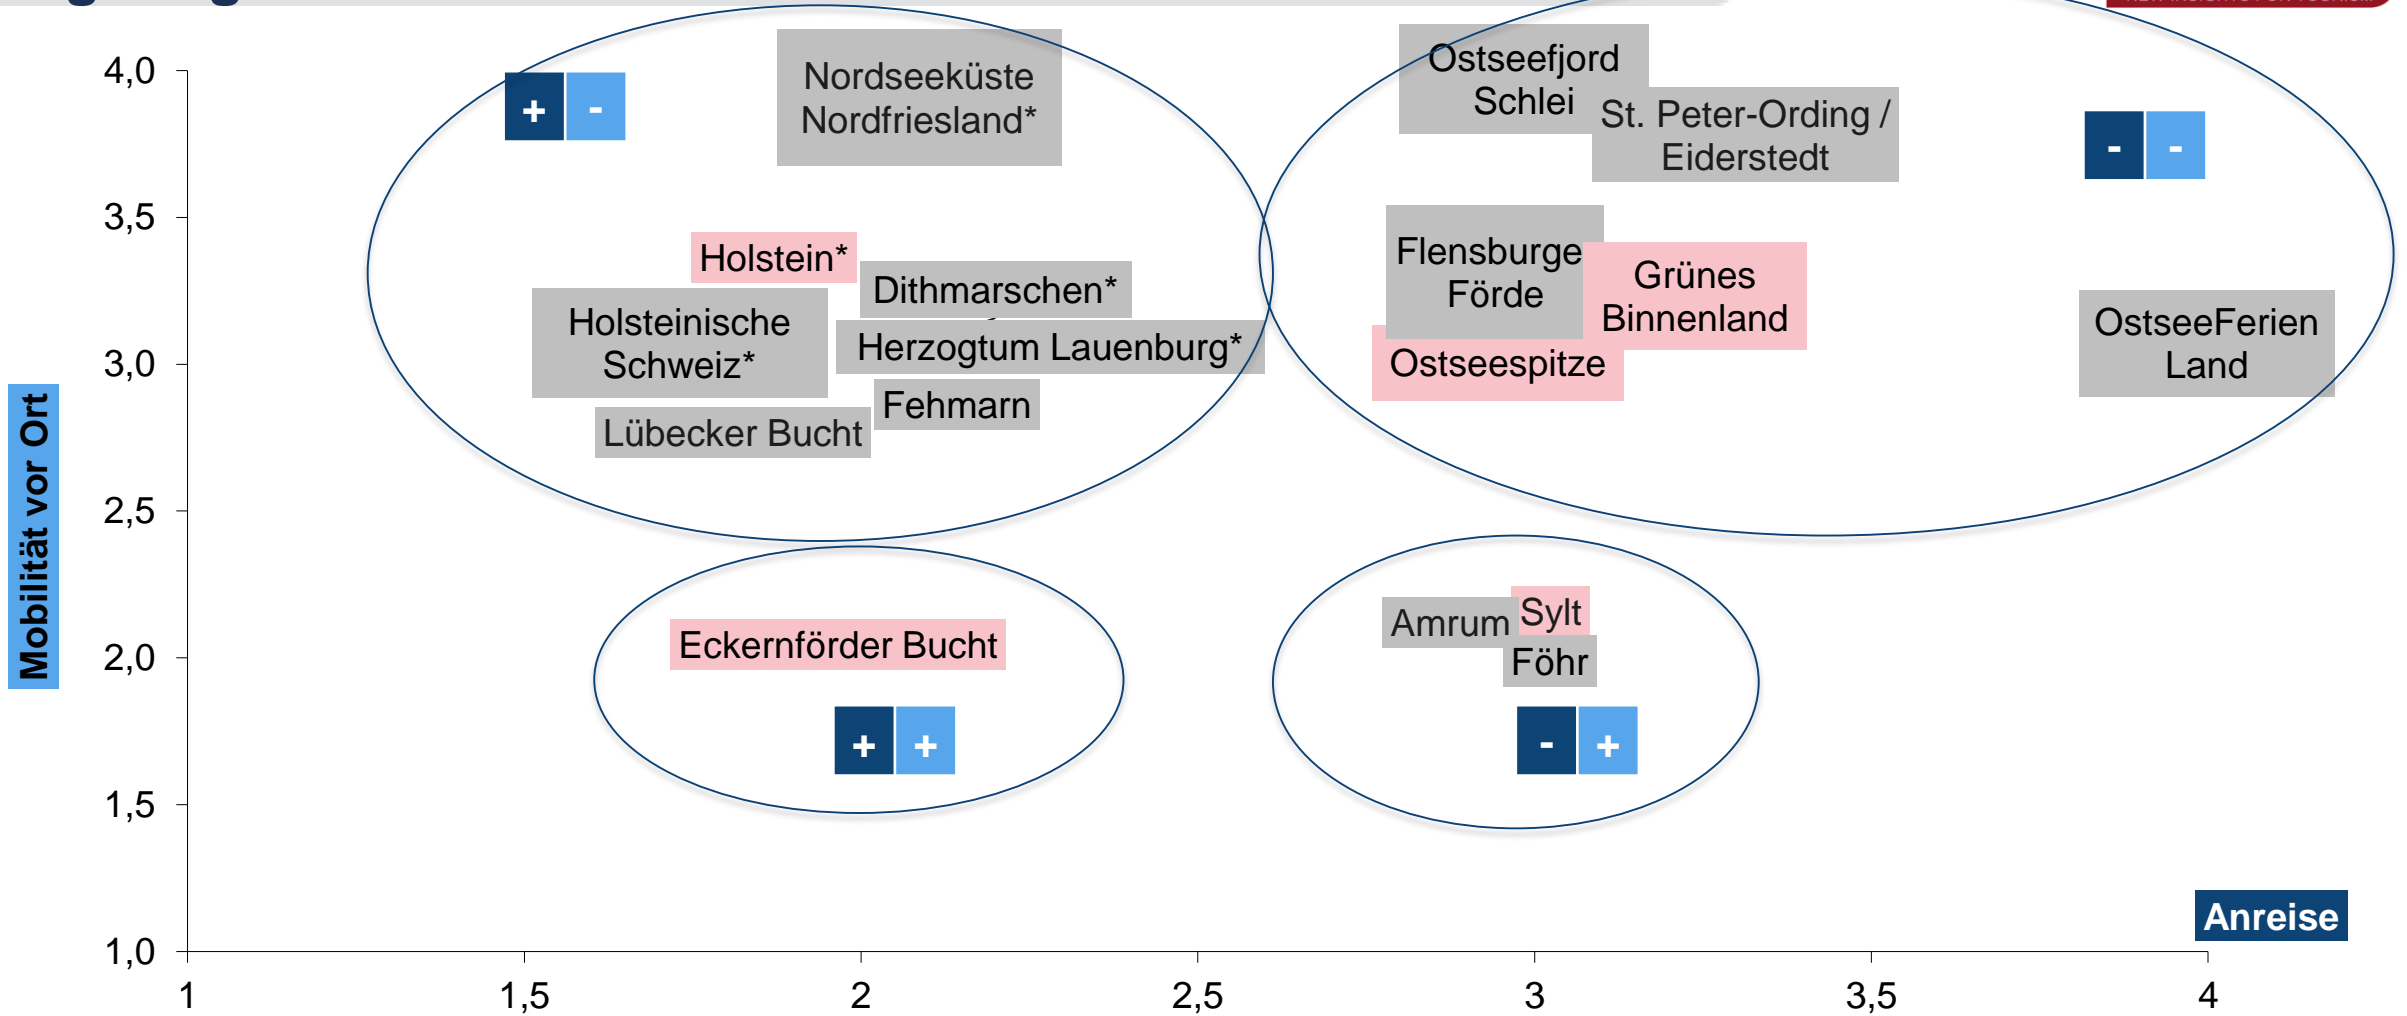 4,0
3,5
3,0
2,5
2,0
1,5
1,0
Mobilität vor Ort
+ -
Nordseeküste
Nordfriesland*
Holstein*
Dithmarschen*
Holsteinische
Schweiz*
Herzogtum Lauenburg*
Fehmarn
Lübecker Bucht
Ostseefjord
Schlei
St. Peter-Ording /
Eiderstedt
- -
Flensburge
Förde
Grünes
Binnenland
Ostseespitze
OstseeFerien
Land
Eckernförder Bucht
+ +
Amrum
Sylt
Föhr
- +
Anreise
1 1,5 2 2,5 3 3,5 4